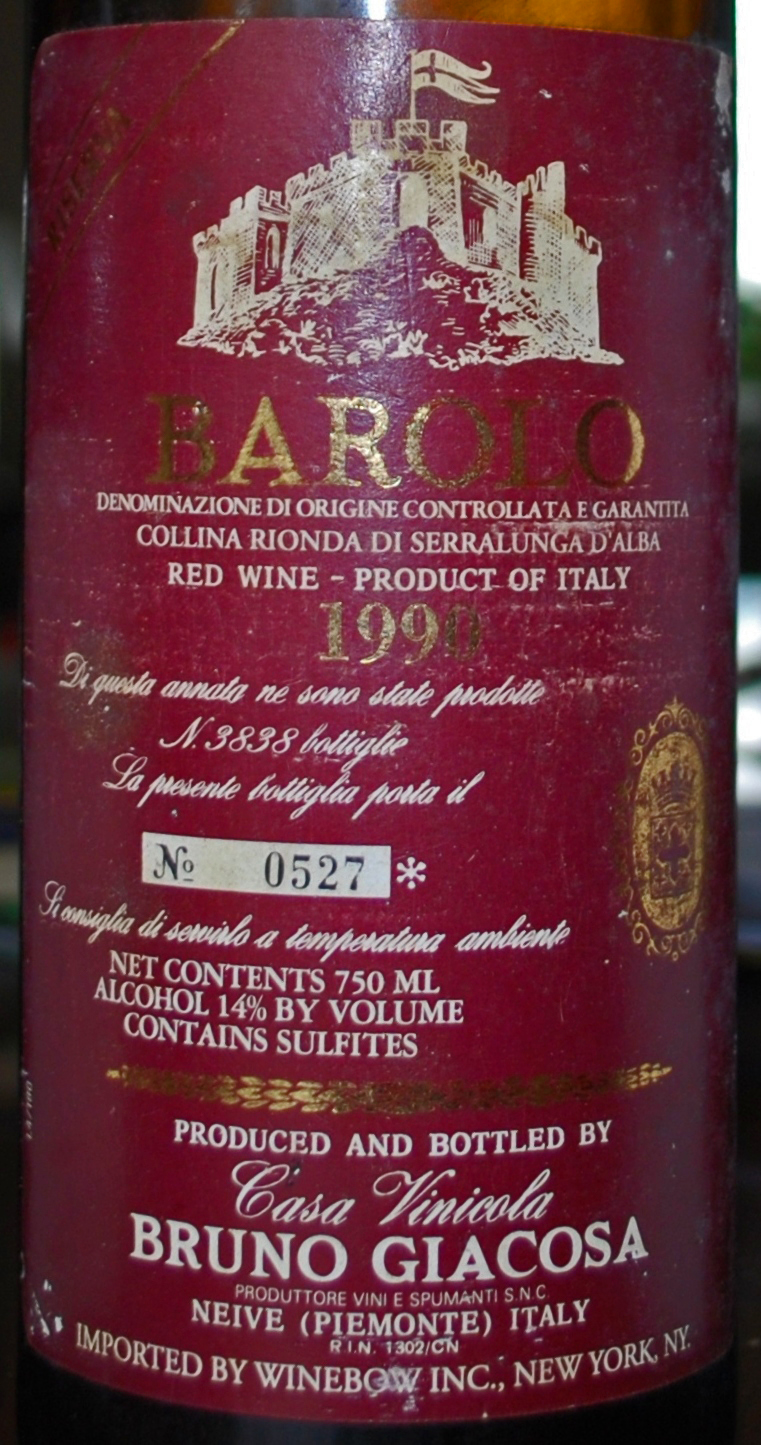 RISERVA
BAROLO
DENOMINAZIONE DI ORIGINE CONTROLLATA E GARANTITA
COLLINA RIONDA DI SERRALUNGA D'ALBA
RED WINE - PRODUCT OF ITALY
1990
Di questa annata ne sono state prodotte
N. 3838 bottiglie
La presente bottiglia porta il
№ 0527 *
Si consiglia di servirlo a temperatura ambiente
NET CONTENTS 750 ML
ALCOHOL 14% BY VOLUME
CONTAINS SULFITES
PRODUCED AND BOTTLED BY
Casa Vinicola
BRUNO GIACOSA
PRODUTTORE VINI E SPUMANTI S.N.C.
NEIVE (PIEMONTE) ITALY
R.I.N. 1302/CN
IMPORTED BY WINEBOW INC., NEW YORK, NY.